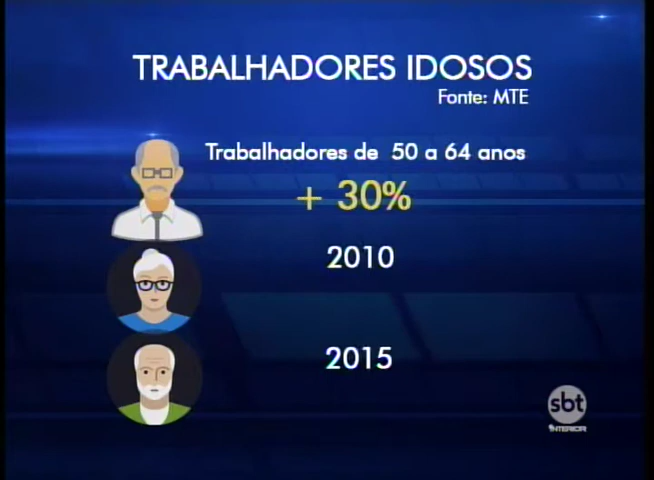 TRABALHADORES IDOSOS
Fonte: MTE
Trabalhadores de 50 a 64 anos
+ 30%
2010
2015
sbt
INTERIOR